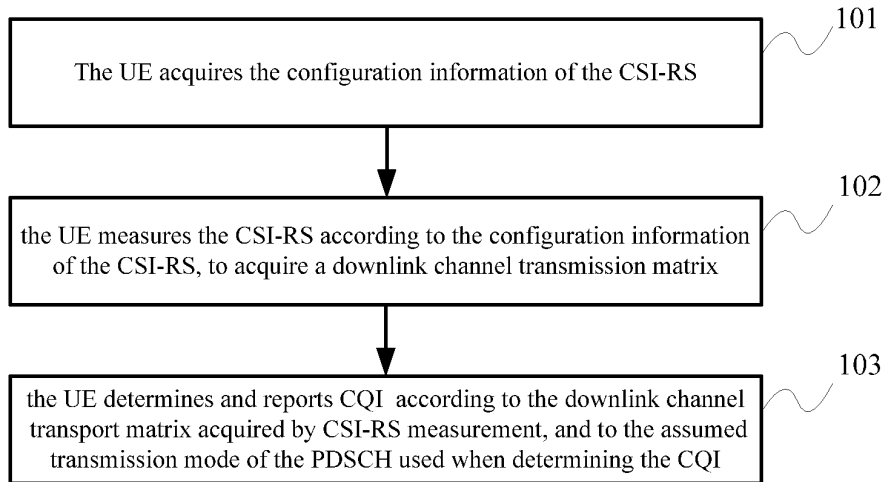 101
The UE acquires the configuration information of the CSI-RS
102
the UE measures the CSI-RS according to the configuration information
of the CSI-RS, to acquire a downlink channel transmission matrix
103
the UE determines and reports CQI according to the downlink channel
transport matrix acquired by CSI-RS measurement, and to the assumed
transmission mode of the PDSCH used when determining the CQI